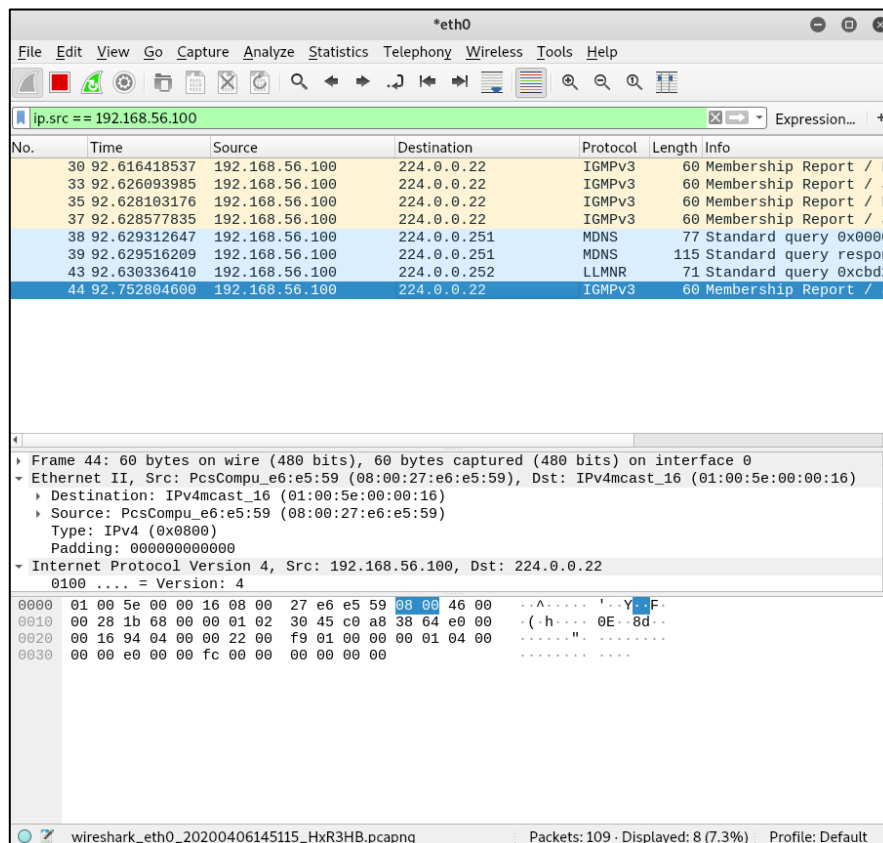 *eth0
File Edit View Go Capture Analyze Statistics Telephony Wireless Tools Help
ip.src == 192.168.56.100 Expression... +
No. Time Source Destination Protocol Length Info
30 92.616418537 192.168.56.100 224.0.0.22 IGMPv3 60 Membership Report /
33 92.626093985 192.168.56.100 224.0.0.22 IGMPv3 60 Membership Report /
35 92.628103176 192.168.56.100 224.0.0.22 IGMPv3 60 Membership Report /
37 92.628577835 192.168.56.100 224.0.0.22 IGMPv3 60 Membership Report /
38 92.629312647 192.168.56.100 224.0.0.251 MDNS 77 Standard query 0x000
39 92.629516209 192.168.56.100 224.0.0.251 MDNS 115 Standard query respo
43 92.630336410 192.168.56.100 224.0.0.252 LLMNR 71 Standard query 0xcbd
44 92.752804600 192.168.56.100 224.0.0.22 IGMPv3 60 Membership Report /
Frame 44: 60 bytes on wire (480 bits), 60 bytes captured (480 bits) on interface 0
Ethernet II, Src: PcsCompu_e6:e5:59 (08:00:27:e6:e5:59), Dst: IPv4mcast_16 (01:00:5e:00:00:16)
Destination: IPv4mcast_16 (01:00:5e:00:00:16)
Source: PcsCompu_e6:e5:59 (08:00:27:e6:e5:59)
Type: IPv4 (0x0800)
Padding: 000000000000
Internet Protocol Version 4, Src: 192.168.56.100, Dst: 224.0.0.22
0100 .... = Version: 4
0000 01 00 5e 00 00 16 08 00 27 e6 e5 59 08 00 46 00 ··^····· '··Y··F·
0010 00 28 1b 68 00 00 01 02 30 45 c0 a8 38 64 e0 00 ·(·h···· 0E··8d··
0020 00 16 94 04 00 00 22 00 f9 01 00 00 00 01 04 00 ······"· ········
0030 00 00 e0 00 00 fc 00 00 00 00 00 00 ········ ····
wireshark_eth0_20200406145115_HxR3HB.pcapng Packets: 109 · Displayed: 8 (7.3%) Profile: Default